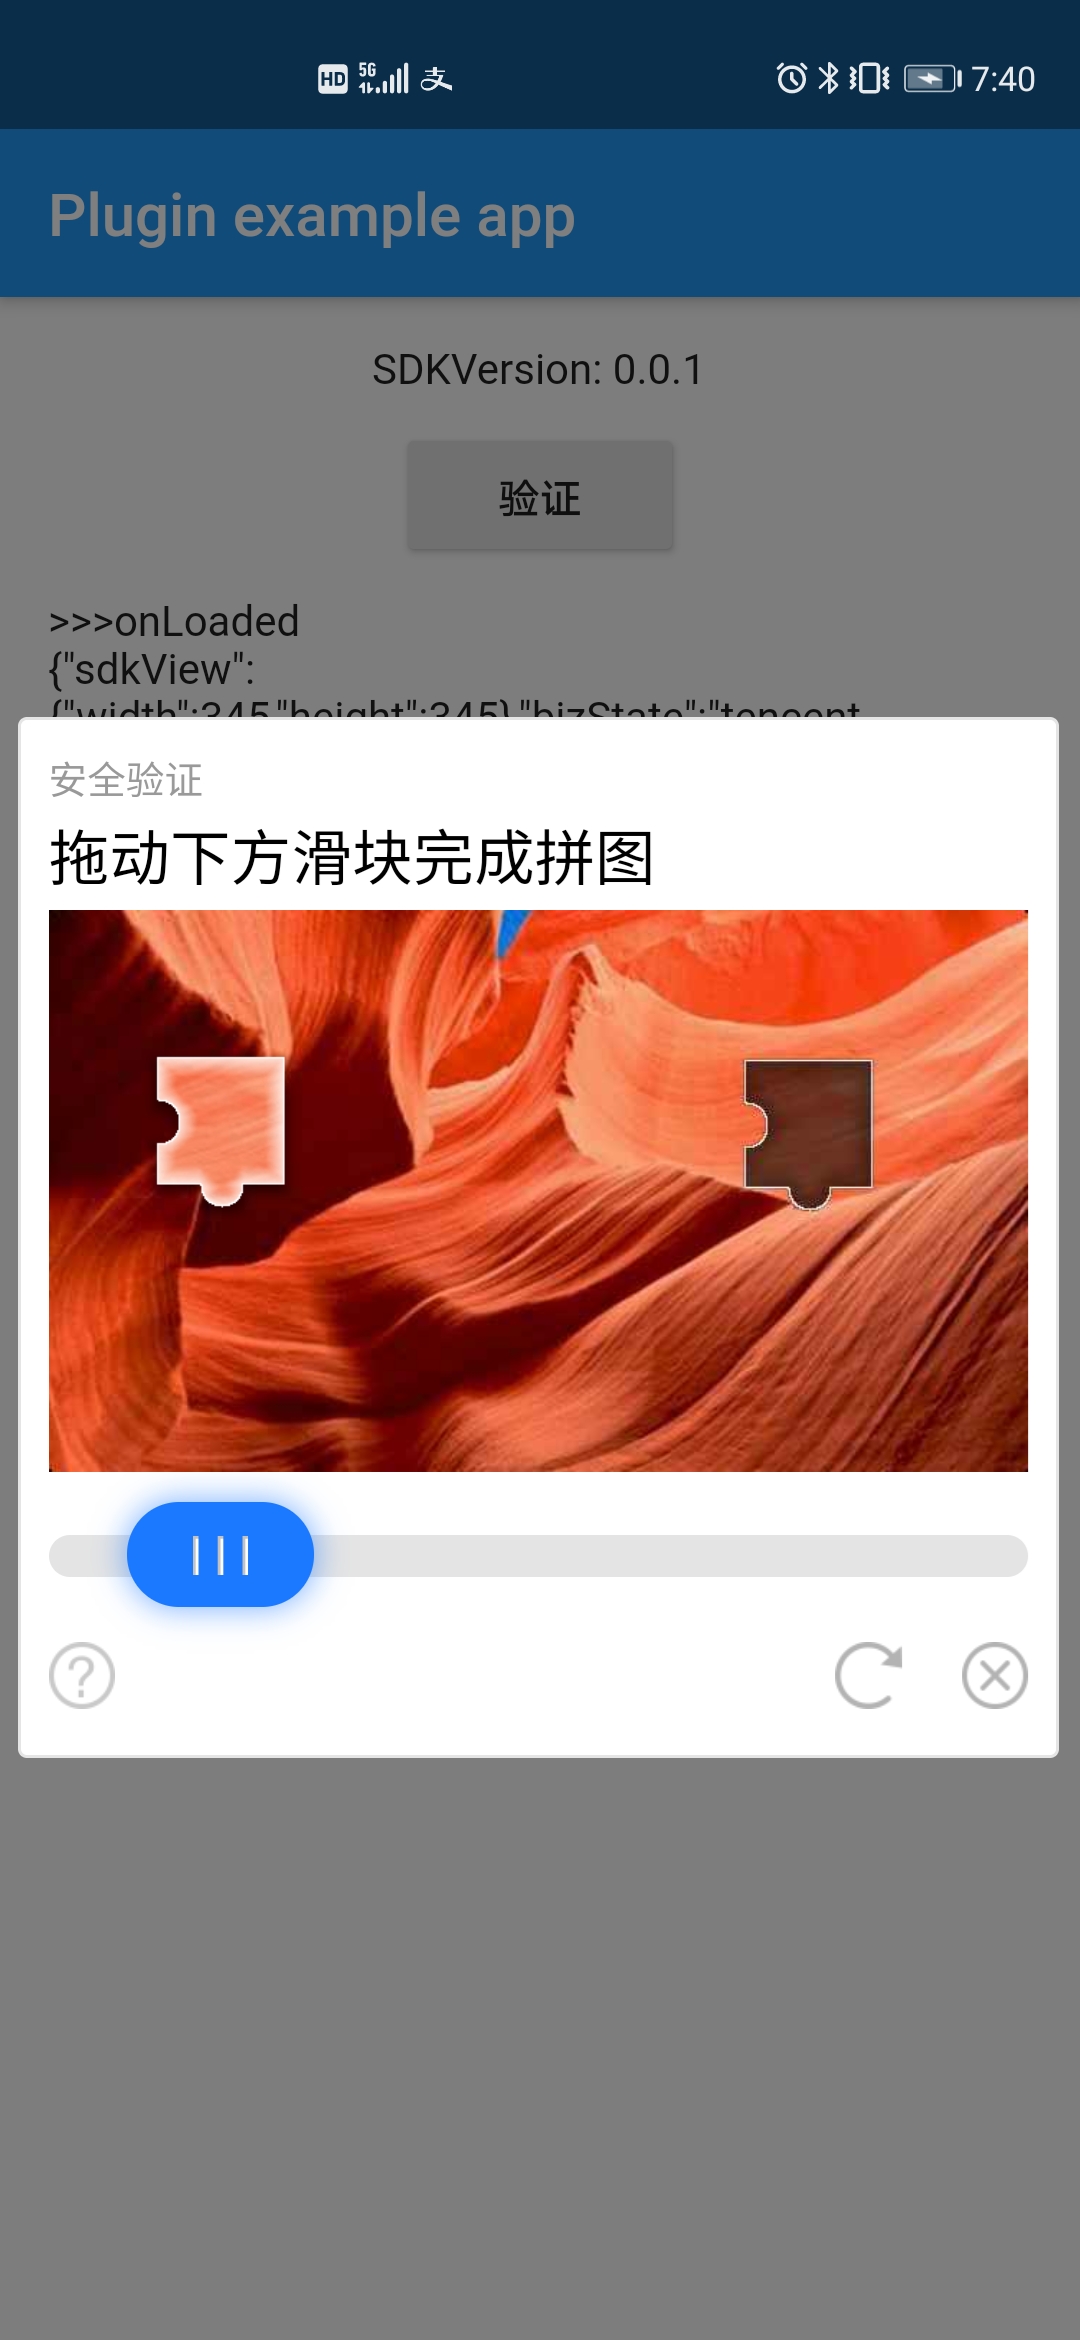 HD 5G 支 7:40
Plugin example app
SDKVersion: 0.0.1
验证
>>>onLoaded
{"sdkView":
{"width":345,"height":345},"bizState":"tencent
安全验证
拖动下方滑块完成拼图